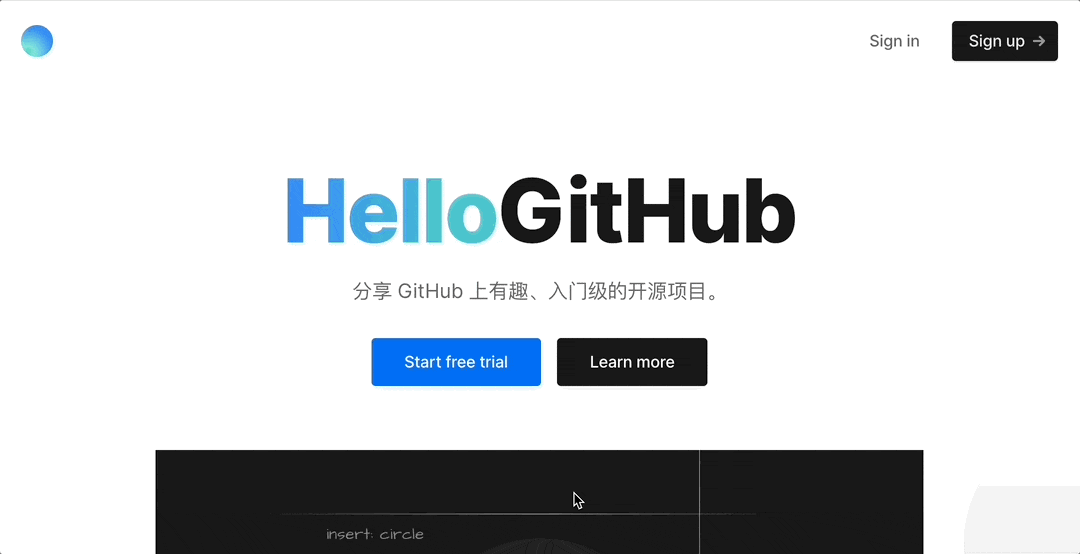 Sign in
Sign up →
HelloGitHub
分享 GitHub 上有趣、入门级的开源项目。
Start free trial
Learn more
insert: circle